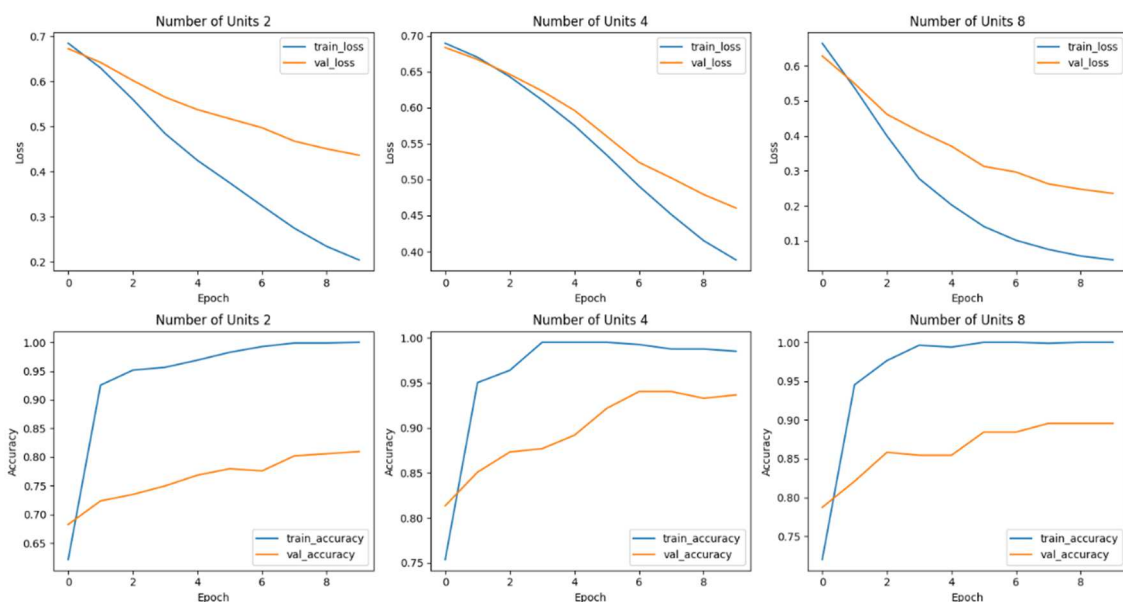 Number of Units 2
0.7
0.6
0.5
0.4
0.3
0.2
Loss
train_loss
val_loss
0 2 4 6 8
Epoch
Number of Units 4
0.70
0.65
0.60
0.55
0.50
0.45
0.40
Loss
train_loss
val_loss
0 2 4 6 8
Epoch
Number of Units 8
0.6
0.5
0.4
0.3
0.2
0.1
Loss
train_loss
val_loss
0 2 4 6 8
Epoch
Number of Units 2
1.00
0.95
0.90
0.85
0.80
0.75
0.70
0.65
Accuracy
train_accuracy
val_accuracy
0 2 4 6 8
Epoch
Number of Units 4
1.00
0.95
0.90
0.85
0.80
0.75
Accuracy
train_accuracy
val_accuracy
0 2 4 6 8
Epoch
Number of Units 8
1.00
0.95
0.90
0.85
0.80
0.75
Accuracy
train_accuracy
val_accuracy
0 2 4 6 8
Epoch